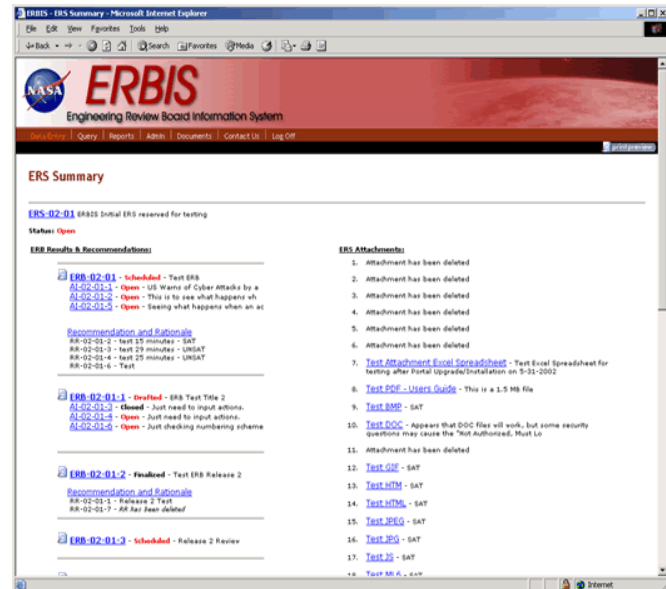 ERBIS - ERS Summary - Microsoft Internet Explorer
File Edit View Favorites Tools Help
Back Search Favorites Media
NASA
ERBIS
Engineering Review Board Information System
Data Entry | Query | Reports | Admin | Documents | Contact Us | Log Off
printpreview
ERS Summary
ERS-02-01 ERBIS Initial ERS reserved for testing
Status: Open
ERB Results & Recommendations:
ERB-02-01 - Scheduled - Test ERB
AI-02-01-1 - Open - US Warns of Cyber Attacks by a
AI-02-01-2 - Open - This is to see what happens wh
AI-02-01-5 - Open - Seeing what happens when an ac
Recommendation and Rationale
RR-02-01-2 - test 15 minutes - SAT
RR-02-01-3 - test 29 minutes - UNSAT
RR-02-01-4 - test 25 minutes - UNSAT
RR-02-01-6 - Test
ERB-02-01-1 - Drafted - ERB Test Title 2
AI-02-01-3 - Closed - Just need to input actions.
AI-02-01-4 - Open - Just need to input actions.
AI-02-01-6 - Open - Just checking numbering scheme
ERB-02-01-2 - Finalized - Test ERB Release 2
Recommendation and Rationale
RR-02-01-1 - Release 2 Test
RR-02-01-7 - RR has been deleted
ERB-02-01-3 - Scheduled - Release 2 Review
ERS Attachments:
1. Attachment has been deleted
2. Attachment has been deleted
3. Attachment has been deleted
4. Attachment has been deleted
5. Attachment has been deleted
6. Attachment has been deleted
7. Test Attachment Excel Spreadsheet - Test Excel Spreadsheet for
testing after Portal Upgrade/Installation on 5-31-2002
8. Test PDF - Users Guide - This is a 1.5 MB file
9. Test BMP - SAT
10. Test DOC - Appears that DOC files will work, but some security
questions may cause the "Not Authorized, Must Lo
11. Attachment has been deleted
12. Test GIF - SAT
13. Test HTM - SAT
14. Test HTML - SAT
15. Test JPEG - SAT
16. Test JPG - SAT
17. Test JS - SAT
18. Test
Internet